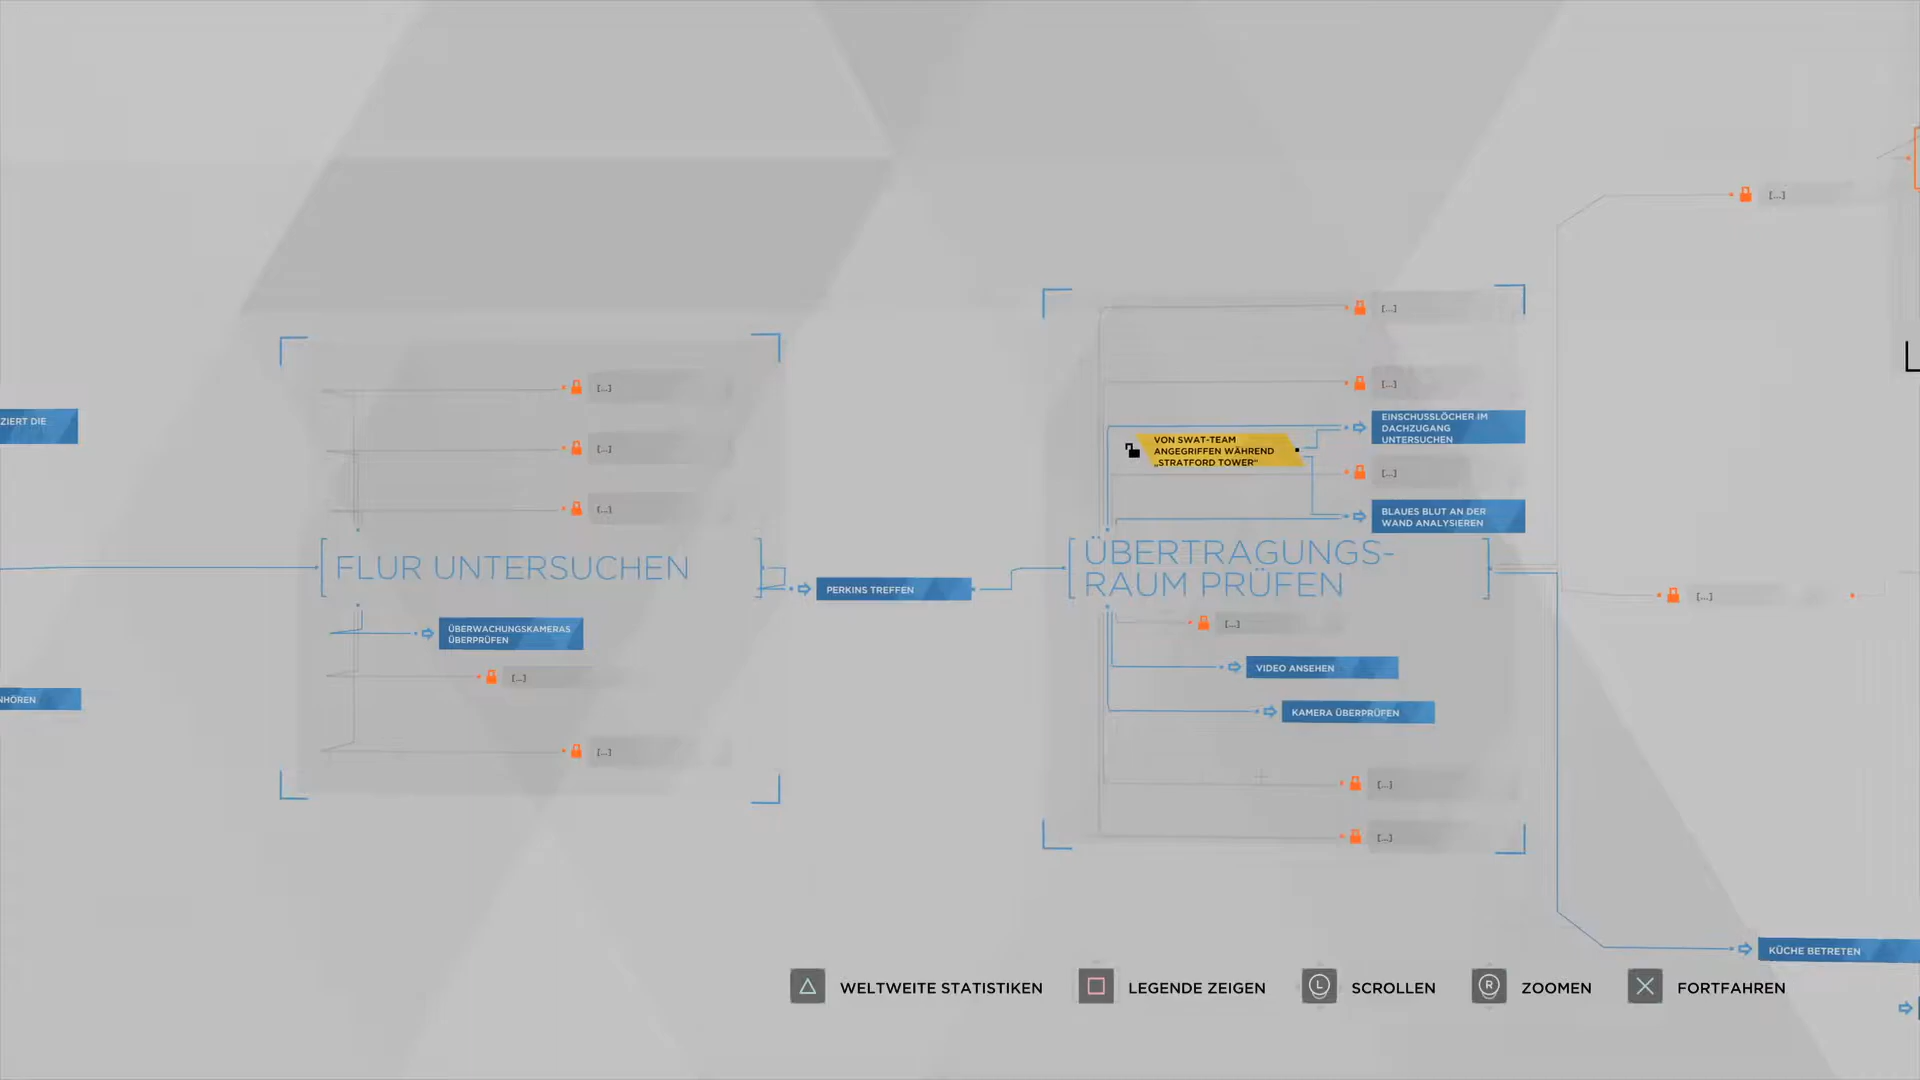 [...]
ZIERT DIE
NHÖREN
[...]
[...]
[...]
FLUR UNTERSUCHEN
ÜBERWACHUNGSKAMERAS
ÜBERPRÜFEN
[...]
[...]
PERKINS TREFFEN
[...]
[...]
EINSCHUSSLÖCHER IM
DACHZUGANG
UNTERSUCHEN
VON SWAT-TEAM
ANGEGRIFFEN WÄHREND
„STRATFORD TOWER“
[...]
BLAUES BLUT AN DER
WAND ANALYSIEREN
ÜBERTRAGUNGS-
RAUM PRÜFEN
[...]
VIDEO ANSEHEN
KAMERA ÜBERPRÜFEN
[...]
[...]
[...]
KÜCHE BETRETEN
WELTWEITE STATISTIKEN
LEGENDE ZEIGEN
L
SCROLLEN
R
ZOOMEN
FORTFAHREN